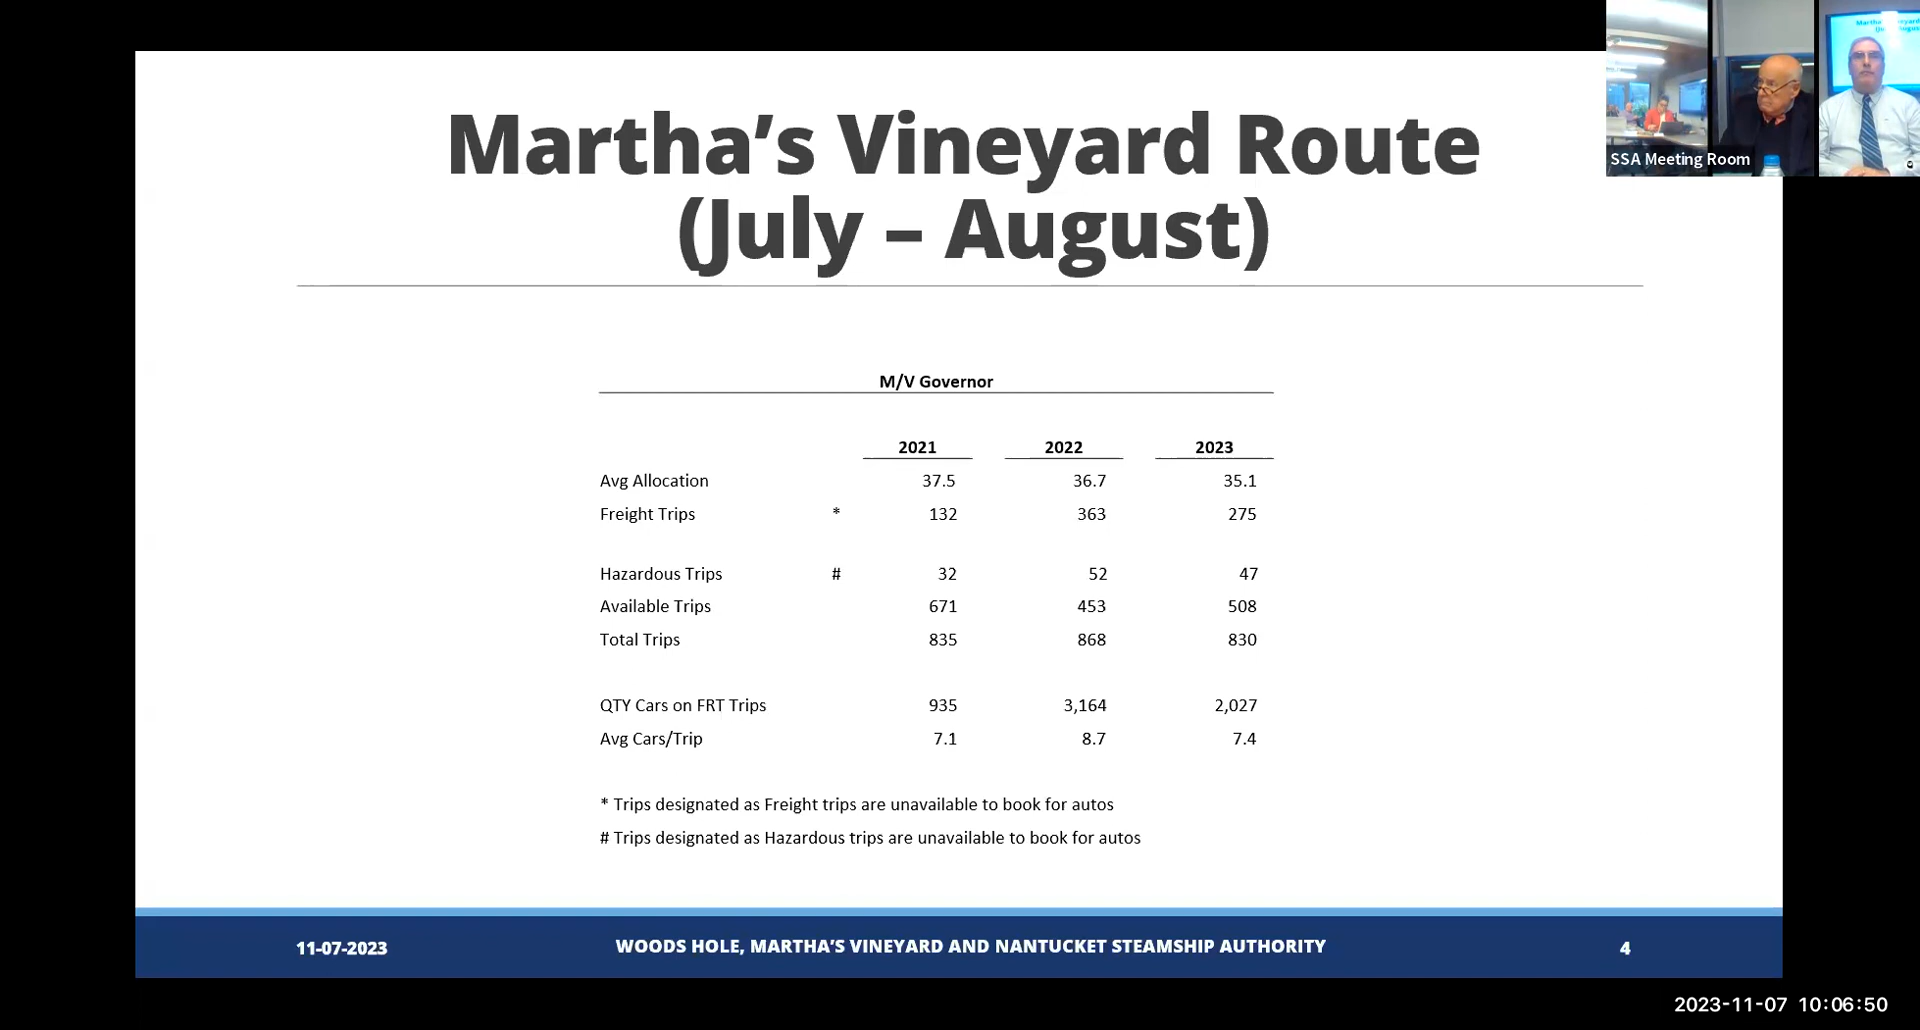 SSA Meeting Room
Martha’s Vineyard Route
(July – August)
M/V Governor
2021 2022 2023
Avg Allocation 37.5 36.7 35.1
Freight Trips * 132 363 275
Hazardous Trips # 32 52 47
Available Trips 671 453 508
Total Trips 835 868 830
QTY Cars on FRT Trips 935 3,164 2,027
Avg Cars/Trip 7.1 8.7 7.4
* Trips designated as Freight trips are unavailable to book for autos
# Trips designated as Hazardous trips are unavailable to book for autos
11-07-2023 WOODS HOLE, MARTHA’S VINEYARD AND NANTUCKET STEAMSHIP AUTHORITY 4
2023-11-07 10:06:50